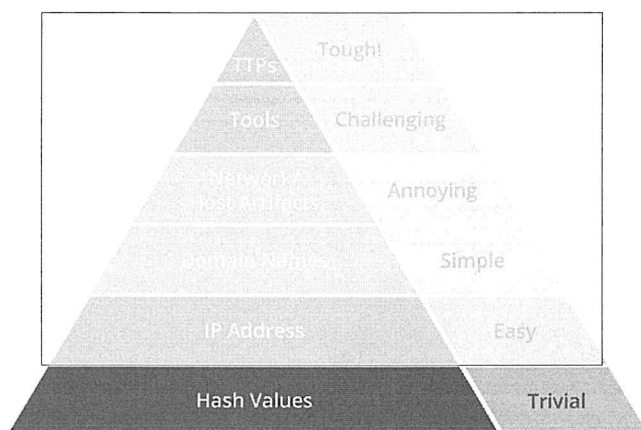 TTPs
Tough!
Tools
Challenging
Network/
Host Artifacts
Annoying
Domain Names
Simple
IP Address
Easy
Hash Values
Trivial